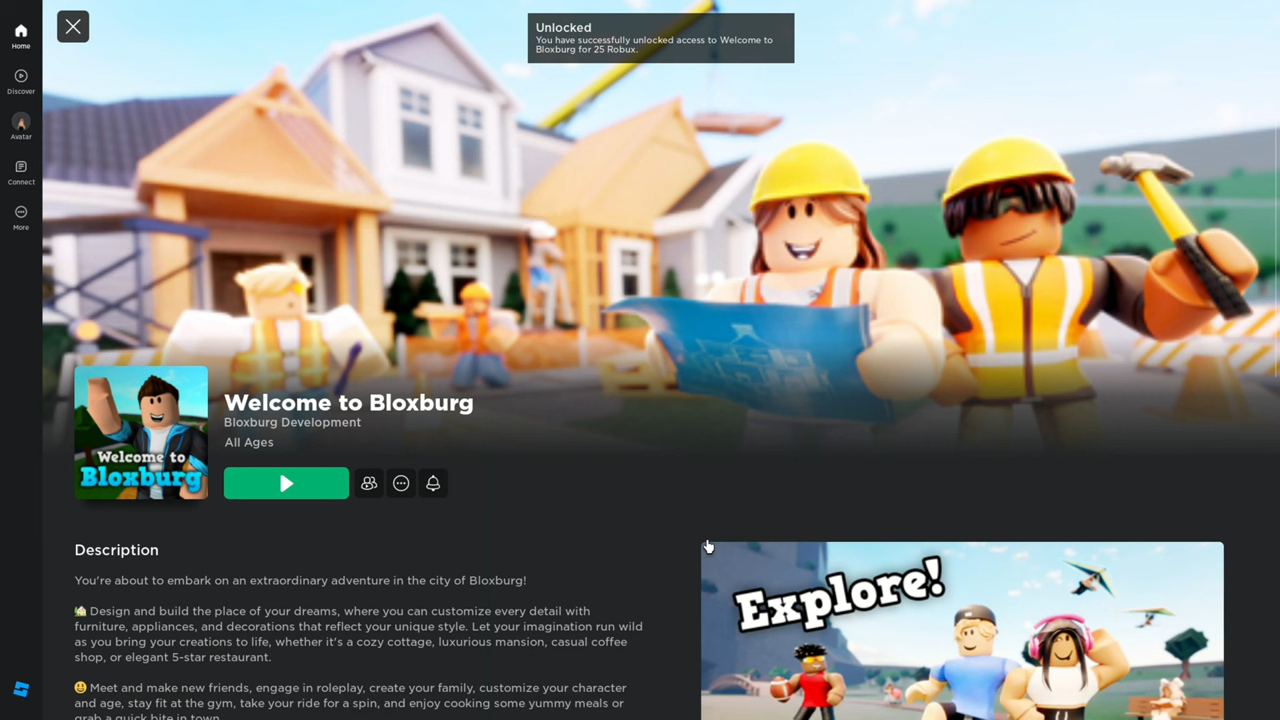 Unlocked
You have successfully unlocked access to Welcome to
Bloxburg for 25 Robux.
Home
Discover
Avatar
Connect
More
Welcome to
Bloxburg
Welcome to Bloxburg
Bloxburg Development
All Ages
Description
You're about to embark on an extraordinary adventure in the city of Bloxburg!
🏡 Design and build the place of your dreams, where you can customize every detail with
furniture, appliances, and decorations that reflect your unique style. Let your imagination run wild
as you bring your creations to life, whether it's a cozy cottage, luxurious mansion, casual coffee
shop, or elegant 5-star restaurant.
😃 Meet and make new friends, engage in roleplay, create your family, customize your character
and age, stay fit at the gym, take your ride for a spin, and enjoy cooking some yummy meals or
grab a quick bite in town.
Explore!